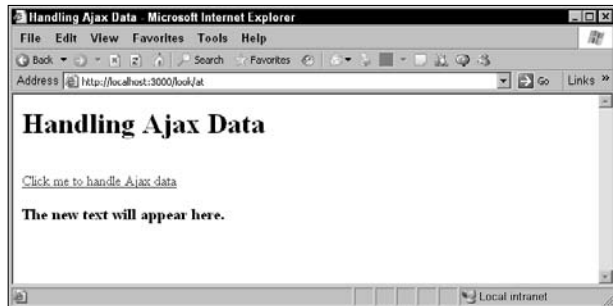 Handling Ajax Data - Microsoft Internet Explorer
File Edit View Favorites Tools Help
Back Search Favorites
Address http://localhost:3000/look/at Go Links »
Handling Ajax Data
Click me to handle Ajax data
The new text will appear here.
Local intranet